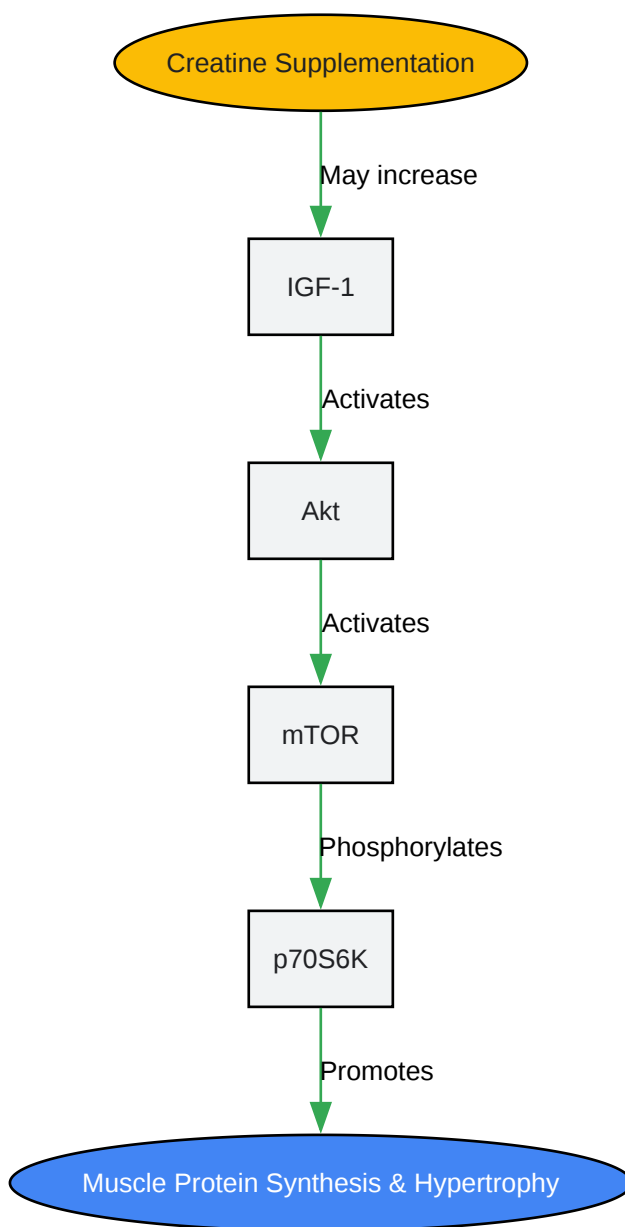 Creatine Supplementation
May increase
IGF-1
Activates
Akt
Activates
mTOR
Phosphorylates
p70S6K
Promotes
Muscle Protein Synthesis & Hypertrophy